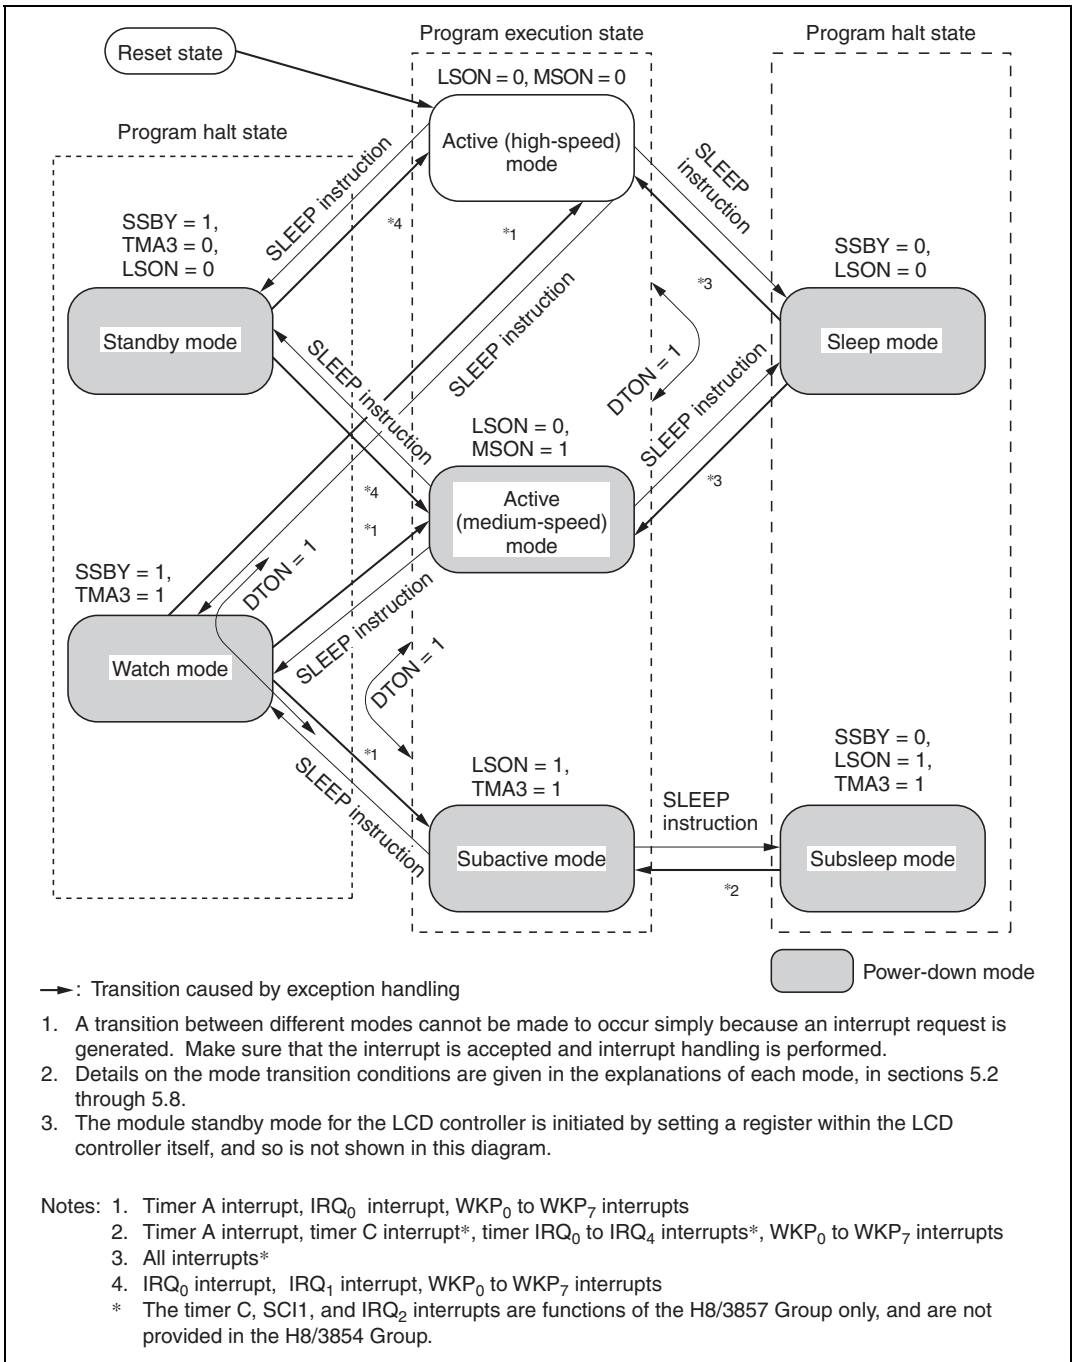 Program execution state
Program halt state
Reset state
LSON = 0, MSON = 0
Active (high-speed)
mode
Program halt state
SLEEP instruction
SLEEP
instruction
*4
*1
SSBY = 1,
TMA3 = 0,
LSON = 0
SSBY = 0,
LSON = 0
*3
Standby mode
SLEEP instruction
SLEEP instruction
DTON = 1
SLEEP instruction
Sleep mode
LSON = 0,
MSON = 1
*4
*3
Active
(medium-speed)
mode
*1
DTON = 1
SSBY = 1,
TMA3 = 1
SLEEP instruction
Watch mode
DTON = 1
*1
SLEEP instruction
LSON = 1,
TMA3 = 1
SSBY = 0,
LSON = 1,
TMA3 = 1
SLEEP
instruction
Subactive mode
Subsleep mode
*2
Power-down mode
: Transition caused by exception handling
1. A transition between different modes cannot be made to occur simply because an interrupt request is
generated. Make sure that the interrupt is accepted and interrupt handling is performed.
2. Details on the mode transition conditions are given in the explanations of each mode, in sections 5.2
through 5.8.
3. The module standby mode for the LCD controller is initiated by setting a register within the LCD
controller itself, and so is not shown in this diagram.
Notes: 1. Timer A interrupt, IRQ0 interrupt, WKP0 to WKP7 interrupts
2. Timer A interrupt, timer C interrupt*, timer IRQ0 to IRQ4 interrupts*, WKP0 to WKP7 interrupts
3. All interrupts*
4. IRQ0 interrupt, IRQ1 interrupt, WKP0 to WKP7 interrupts
* The timer C, SCI1, and IRQ2 interrupts are functions of the H8/3857 Group only, and are not
provided in the H8/3854 Group.